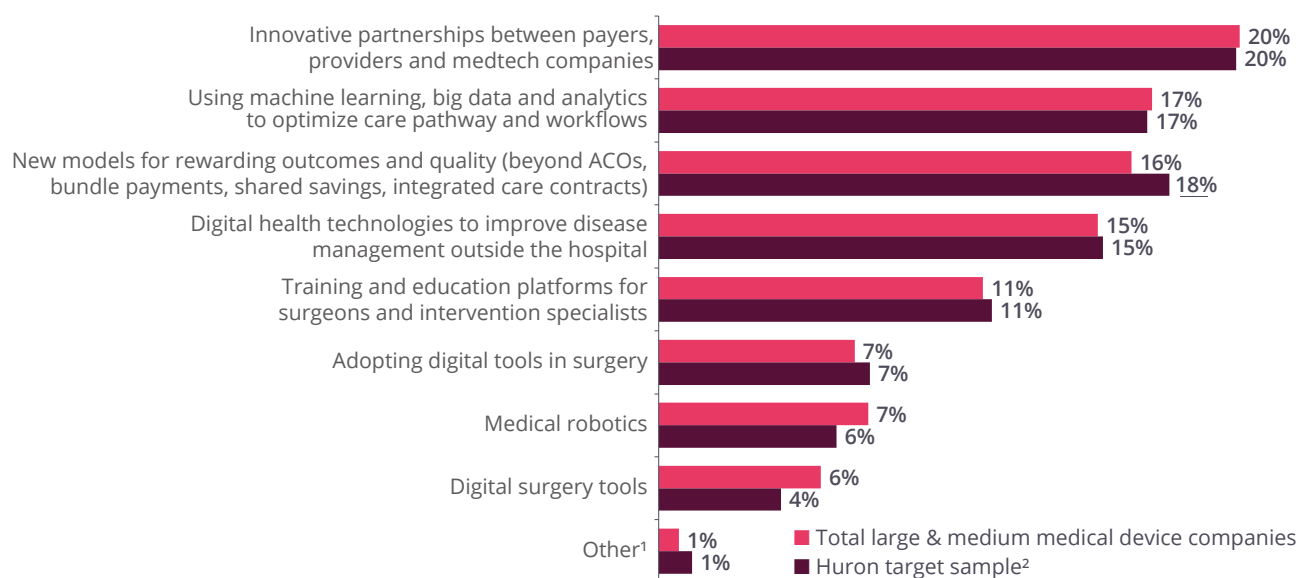 Innovative partnerships between payers,
providers and medtech companies
20%
20%
Using machine learning, big data and analytics
to optimize care pathway and workflows
17%
17%
New models for rewarding outcomes and quality (beyond ACOs,
bundle payments, shared savings, integrated care contracts)
16%
18%
Digital health technologies to improve disease
management outside the hospital
15%
15%
Training and education platforms for
surgeons and intervention specialists
11%
11%
Adopting digital tools in surgery
7%
7%
Medical robotics
7%
6%
Digital surgery tools
6%
4%
Other¹
1%
1%
Total large & medium medical device companies
Huron target sample²